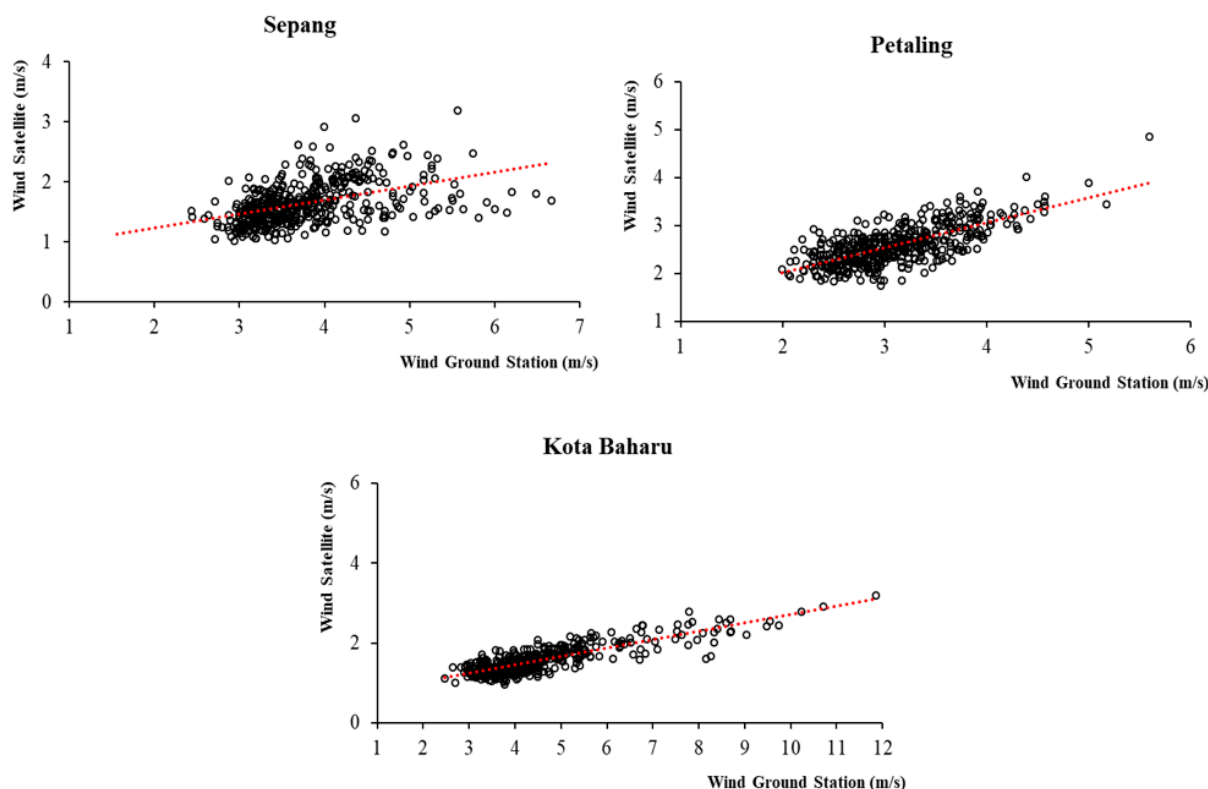 Sepang
Wind Satellite (m/s)
4
3
2
1
0
1 2 3 4 5 6 7
Wind Ground Station (m/s)
Petaling
Wind Satellite (m/s)
6
5
4
3
2
1
1 2 3 4 5 6
Wind Ground Station (m/s)
Kota Baharu
Wind Satellite (m/s)
6
4
2
0
1 2 3 4 5 6 7 8 9 10 11 12
Wind Ground Station (m/s)